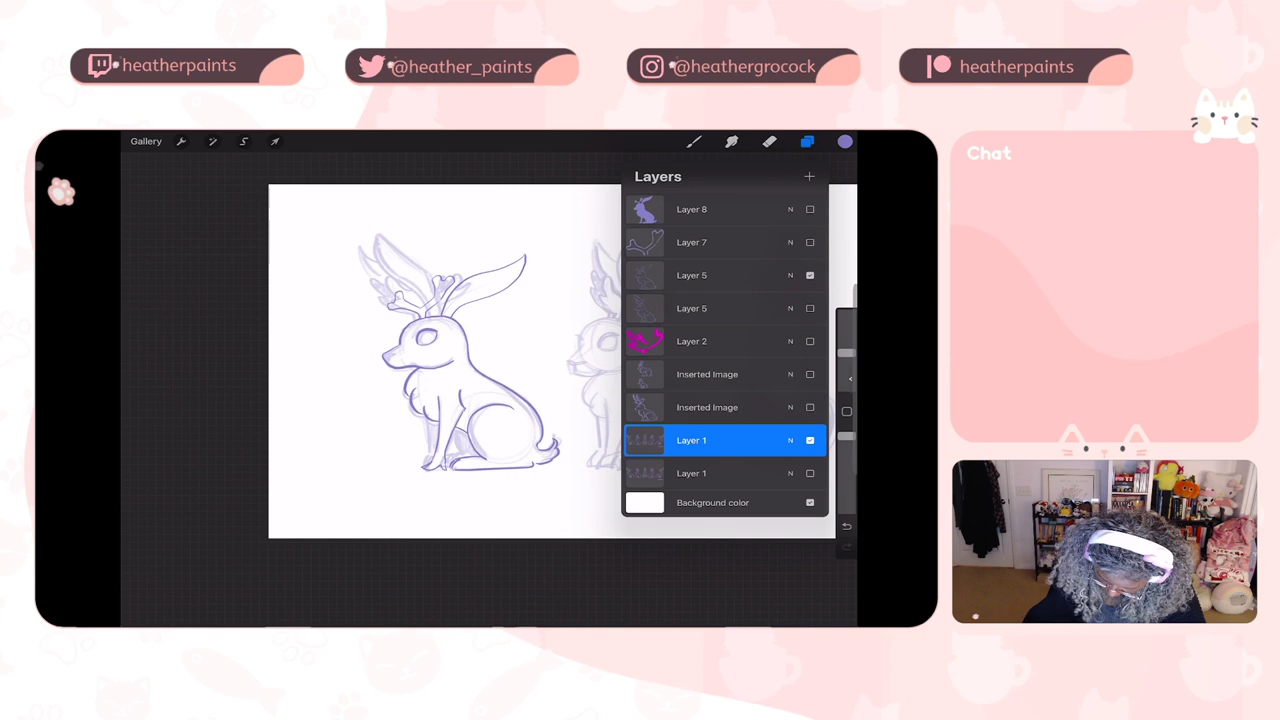 heatherpaints
@heather_paints
@heathergrocock
heatherpaints
Gallery
Layers
Layer 8 N
Layer 7 N
Layer 5 N
Layer 5 N
Layer 2 N
Inserted Image N
Inserted Image N
Layer 1 N
Layer 1 N
Background color
Chat